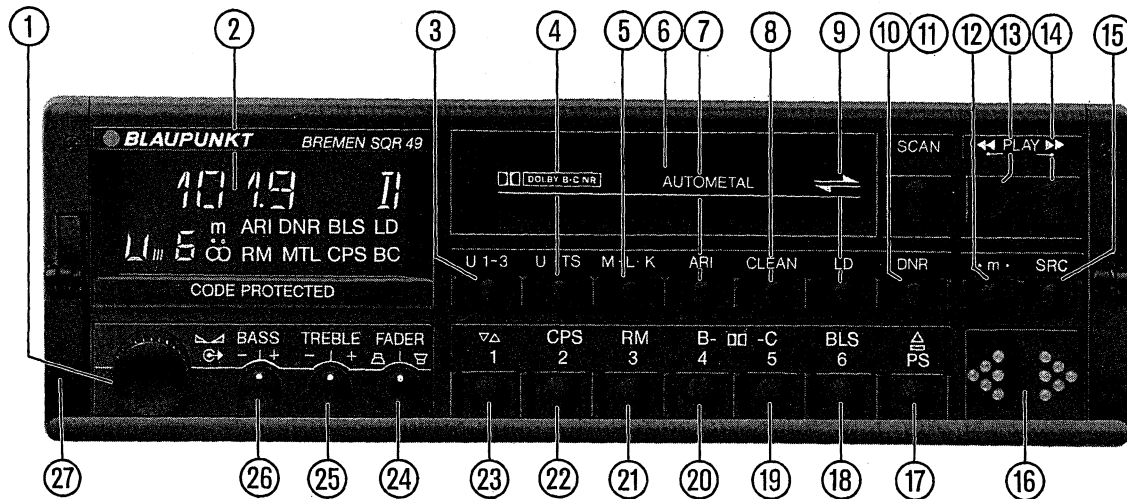 1 2 3 4 5 6 7 8 9 10 11 12 13 14 15
BLAUPUNKT BREMEN SQR 49
SCAN ◀◀ PLAY ▶▶
DOLBY B·C NR AUTOMETAL
101.9
m ARI DNR BLS LD
U 6 RM MTL CPS BC
U 1-3 U TS M·L·K ARI CLEAN LD DNR ·m· SRC
CODE PROTECTED
BASS TREBLE FADER
- + - +
▽△ CPS RM B- -C BLS
1 2 3 4 5 6 PS
27 26 25 24 23 22 21 20 19 18 17 16